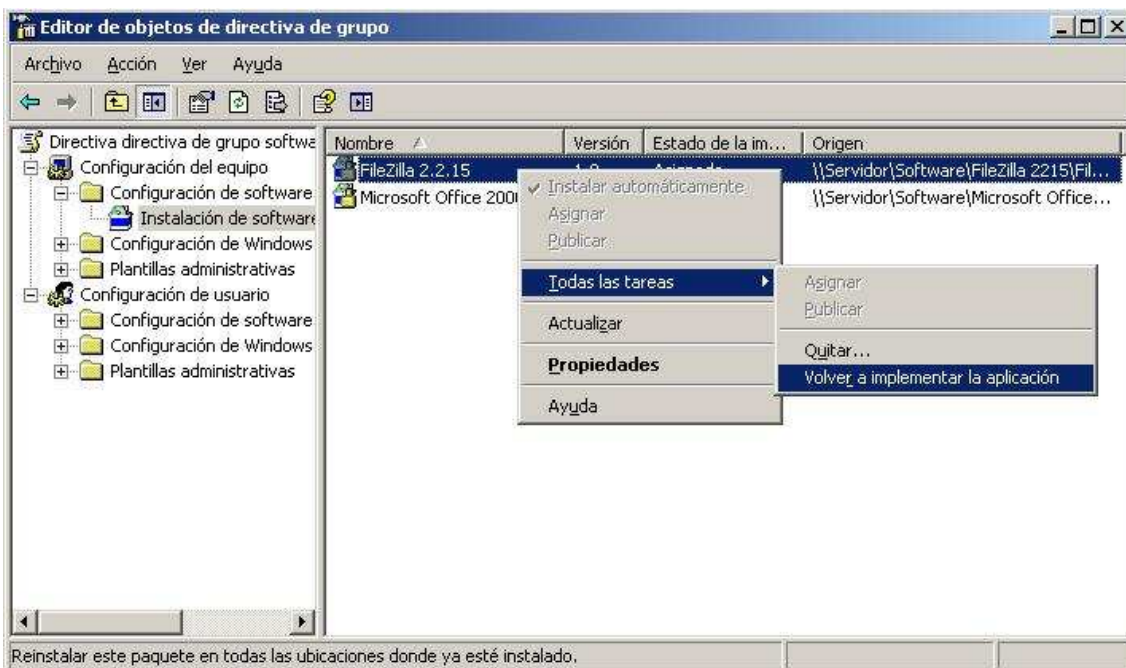 Editor de objetos de directiva de grupo
Archivo Acción Ver Ayuda
Directiva directiva de grupo softwa
Configuración del equipo
Configuración de software
Instalación de software
Configuración de Windows
Plantillas administrativas
Configuración de usuario
Configuración de software
Configuración de Windows
Plantillas administrativas
Nombre Versión Estado de la im... Origen
FileZilla 2.2.15 \\Servidor\Software\FileZilla 2215\Fil...
Microsoft Office 200 \\Servidor\Software\Microsoft Office...
Instalar automáticamente
Asignar
Publicar
Todas las tareas
Actualizar
Propiedades
Ayuda
Asignar
Publicar
Quitar...
Volver a implementar la aplicación
Reinstalar este paquete en todas las ubicaciones donde ya esté instalado.